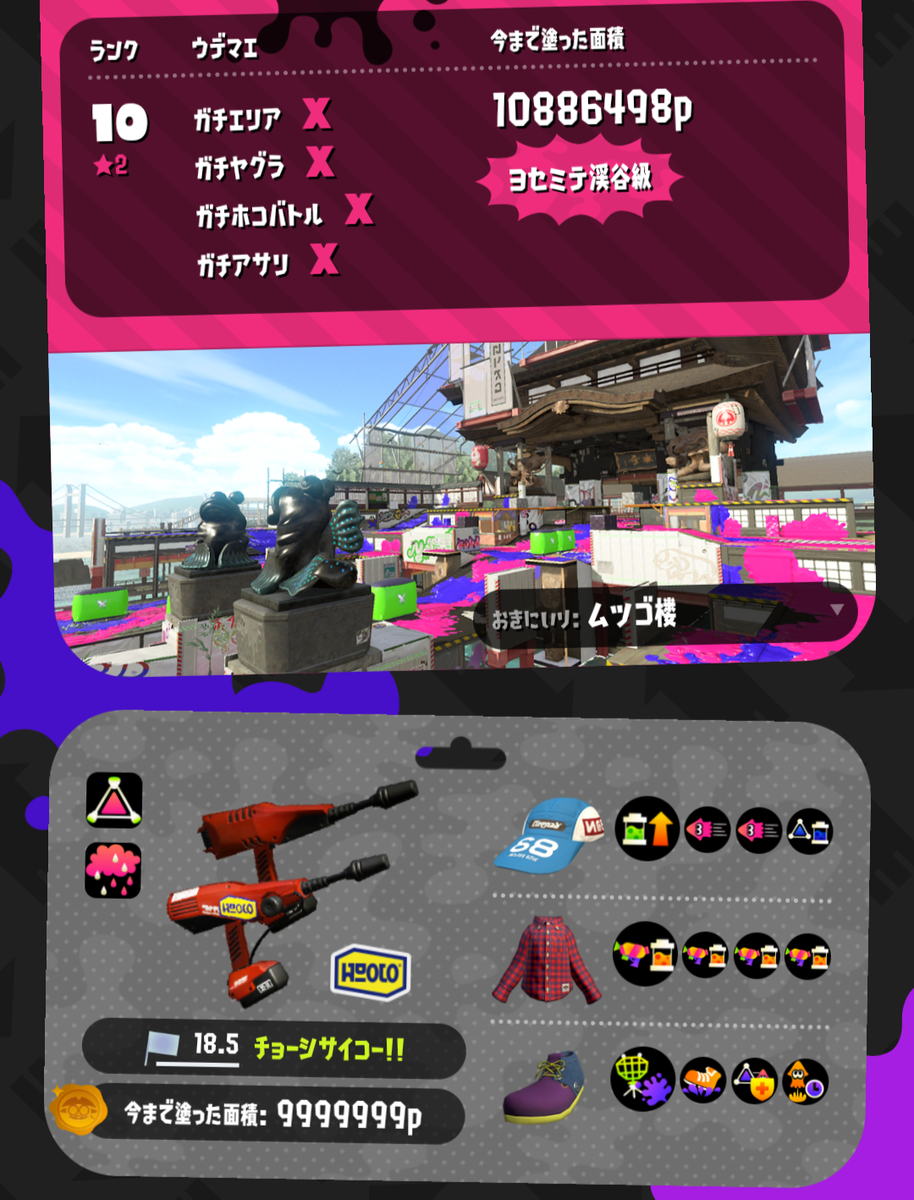 ランク ウデマエ 今まで塗った面積
10
★2
ガチエリア X
ガチヤグラ X
ガチホコバトル X
ガチアサリ X
10886498p
ヨセミテ渓谷級
おきにいり: ムツゴ楼
68
18.5 チョーシサイコー!!
今まで塗った面積: 9999999p